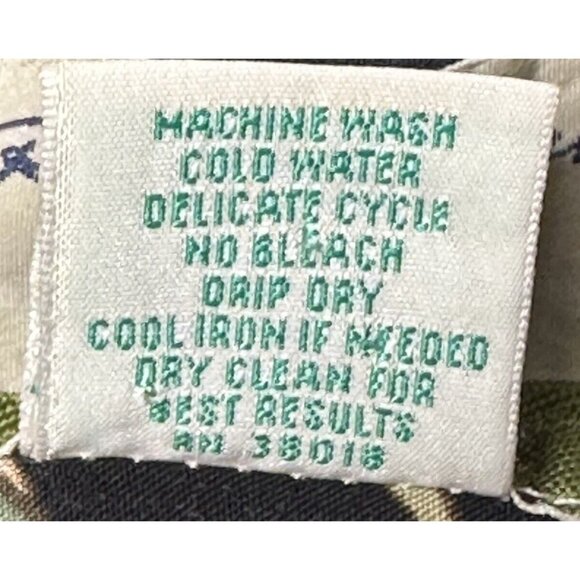 MACHINE WASH
COLD WATER
DELICATE CYCLE
NO BLEACH
DRIP DRY
COOL IRON IF NEEDED
DRY CLEAN FOR
BEST RESULTS
RN 38018